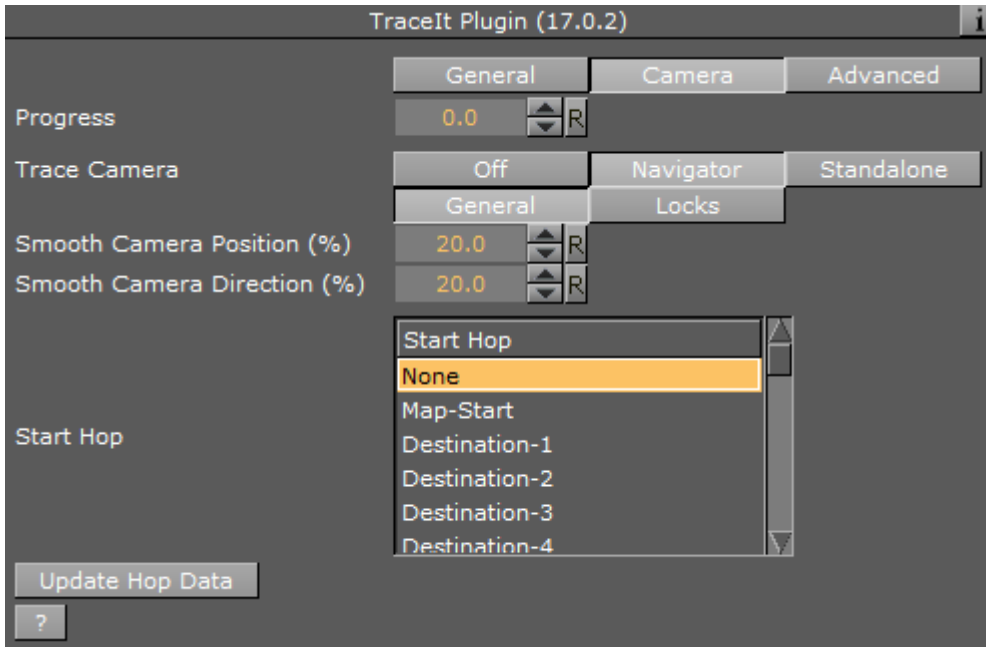 TraceIt Plugin (17.0.2) i
General Camera Advanced
Progress 0.0 R
Trace Camera Off Navigator Standalone
General Locks
Smooth Camera Position (%) 20.0 R
Smooth Camera Direction (%) 20.0 R
Start Hop
None
Map-Start
Start Hop
Destination-1
Destination-2
Destination-3
Destination-4
Update Hop Data
?